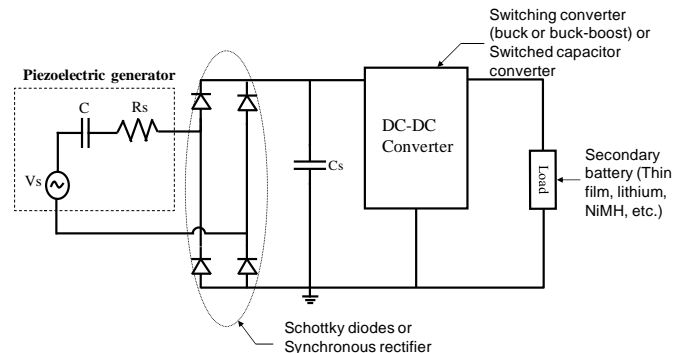 Switching converter
(buck or buck-boost) or
Switched capacitor
converter
Piezoelectric generator
C
Rs
Vs
Cs
DC-DC
Converter
Load
Secondary
battery (Thin
film, lithium,
NiMH, etc.)
Schottky diodes or
Synchronous rectifier